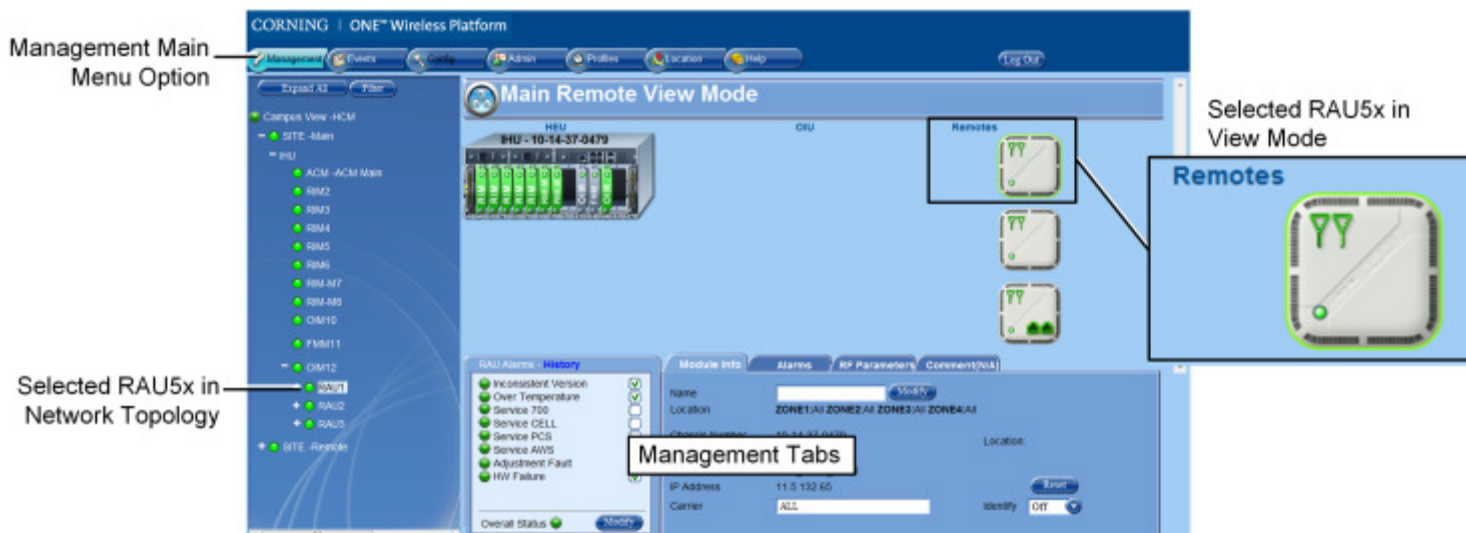 CORNING | ONE™ Wireless Platform
Management Main
Menu Option
Management
Events
Config
Admin
Profiles
Location
Help
Log Out
Expand All
Filter
Campus View -HCM
SITE -Main
IHU
ACM -ACM Main
RIM2
RIM3
RIM4
RIM5
RIM6
RIM-M7
RIM-M8
OIM10
FMM11
OIM12
RAU1
RAU2
RAU3
SITE -Remote
Selected RAU5x in
Network Topology
Main Remote View Mode
HEU
OIU
Remotes
IHU - 10-14-37-0479
Selected RAU5x in
View Mode
Remotes
RAU Alarms History
Inconsistent Version
Over Temperature
Service 700
Service CELL
Service PCS
Service AWS
Adjustment Fault
HW Failure
Overall Status
Modify
Module Info
Alarms
RF Parameters
Comment(N/A)
Name
Modify
Location ZONE1:All ZONE2:All ZONE3:All ZONE4:All
Location:
Management Tabs
IP Address 11.5.132.65
Reset
Carrier ALL
Identify Off